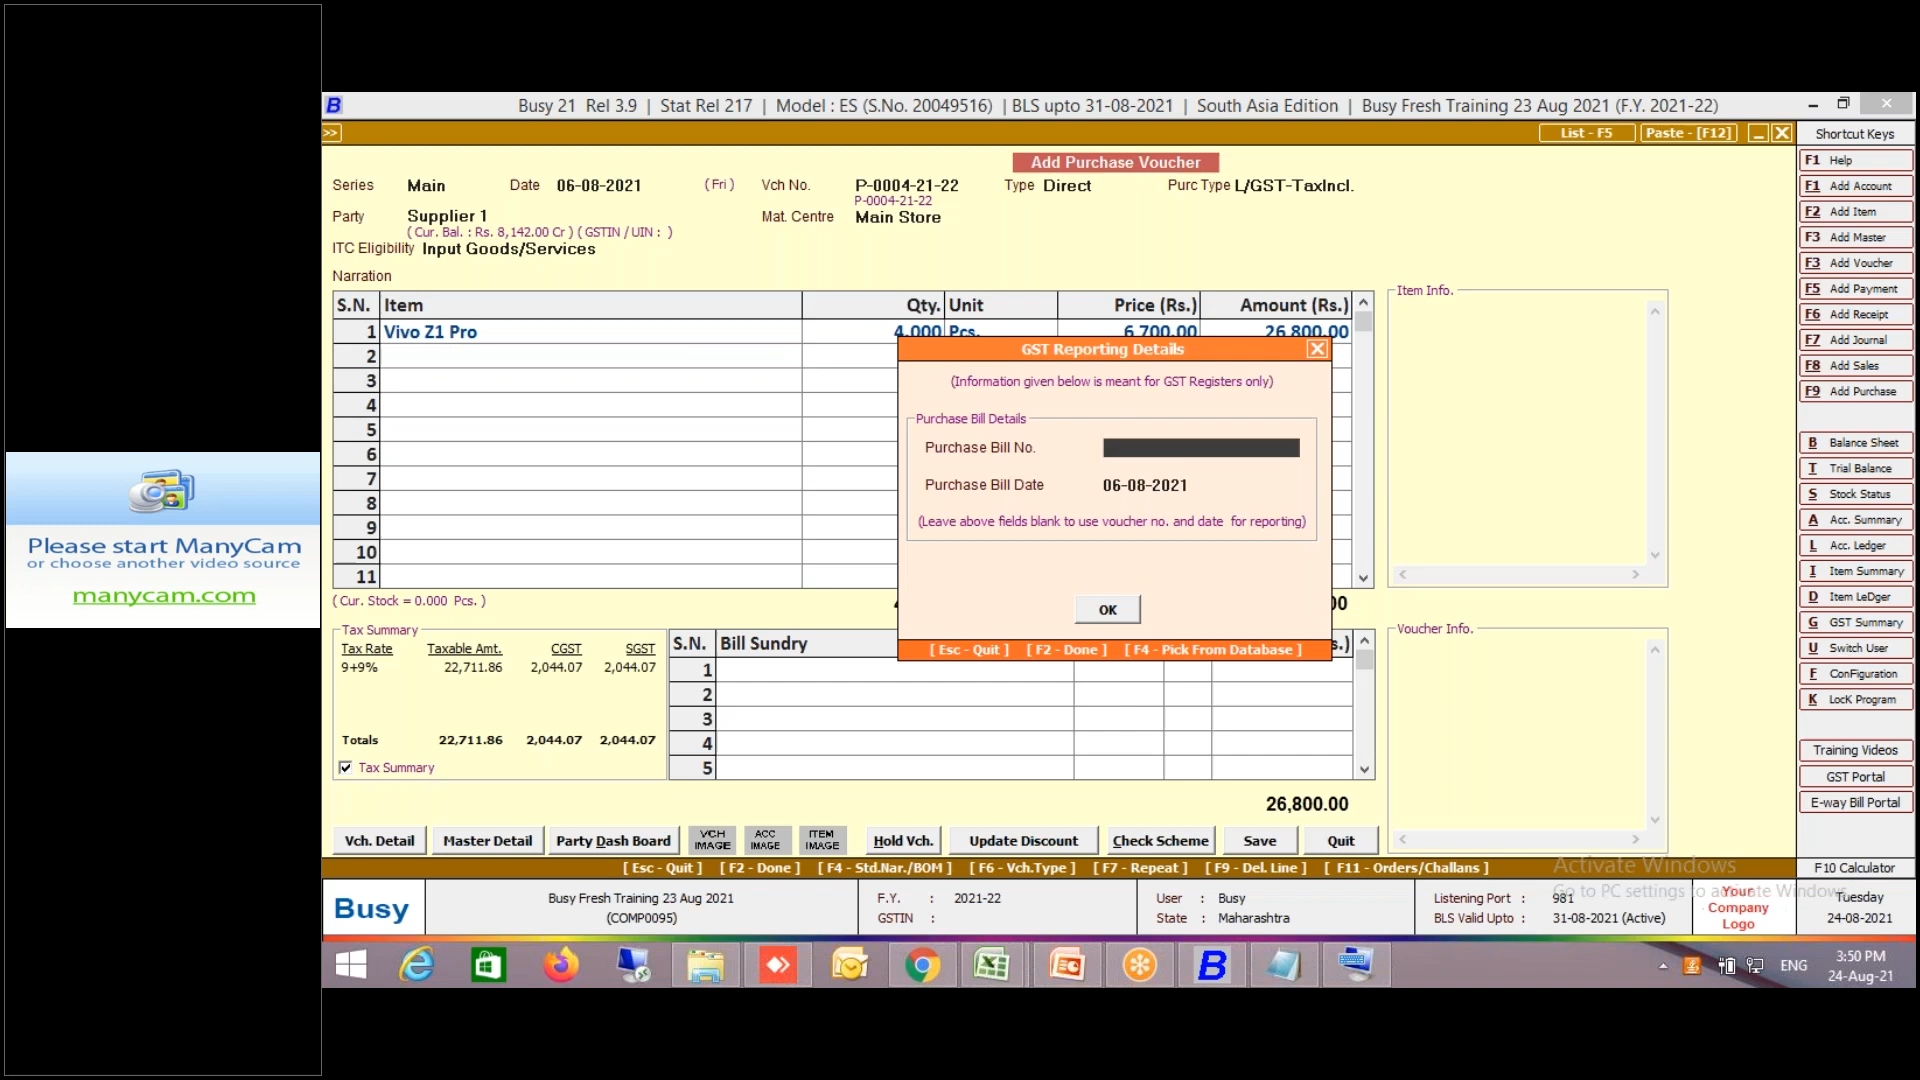 Please start ManyCam
or choose another video source
manycam.com
B
Busy 21 Rel 3.9 | Stat Rel 217 | Model : ES (S.No. 20049516) | BLS upto 31-08-2021 | South Asia Edition | Busy Fresh Training 23 Aug 2021 (F.Y. 2021-22)
>> List - F5 Paste - [F12]
Add Purchase Voucher
Series Main Date 06-08-2021 (Fri) Vch No. P-0004-21-22 Type Direct Purc Type L/GST-TaxIncl.
P-0004-21-22
Party Supplier 1 Mat. Centre Main Store
( Cur. Bal. : Rs. 8,142.00 Cr ) ( GSTIN / UIN : )
ITC Eligibility Input Goods/Services
Narration
S.N. Item Qty. Unit Price (Rs.) Amount (Rs.)
1 Vivo Z1 Pro 4.000 Pcs. 6,700.00 26,800.00
2
3
4
5
6
7
8
9
10
11
( Cur. Stock = 0.000 Pcs. )
GST Reporting Details
(Information given below is meant for GST Registers only)
Purchase Bill Details
Purchase Bill No.
Purchase Bill Date 06-08-2021
(Leave above fields blank to use voucher no. and date for reporting)
OK
[ Esc - Quit ] [ F2 - Done ] [ F4 - Pick From Database ]
Item Info.
Voucher Info.
Tax Summary
Tax Rate Taxable Amt. CGST SGST
9+9% 22,711.86 2,044.07 2,044.07
Totals 22,711.86 2,044.07 2,044.07
Tax Summary
S.N. Bill Sundry
1
2
3
4
5
26,800.00
Vch. Detail Master Detail Party Dash Board VCH IMAGE ACC IMAGE ITEM IMAGE Hold Vch. Update Discount Check Scheme Save Quit
[ Esc - Quit ] [ F2 - Done ] [ F4 - Std.Nar./BOM ] [ F6 - Vch.Type ] [ F7 - Repeat ] [ F9 - Del. Line ] [ F11 - Orders/Challans ]
Shortcut Keys
F1 Help
F1 Add Account
F2 Add Item
F3 Add Master
F3 Add Voucher
F5 Add Payment
F6 Add Receipt
F7 Add Journal
F8 Add Sales
F9 Add Purchase
B Balance Sheet
T Trial Balance
S Stock Status
A Acc. Summary
L Acc. Ledger
I Item Summary
D Item LeDger
G GST Summary
U Switch User
F ConFiguration
K LocK Program
Training Videos
GST Portal
E-way Bill Portal
F10 Calculator
Activate Windows
Go to PC settings to activate Windows.
Busy
Busy Fresh Training 23 Aug 2021
(COMP0095)
F.Y. : 2021-22
GSTIN :
User : Busy
State : Maharashtra
Listening Port : 981
BLS Valid Upto : 31-08-2021 (Active)
Your
Company
Logo
Tuesday
24-08-2021
ENG
3:50 PM
24-Aug-21